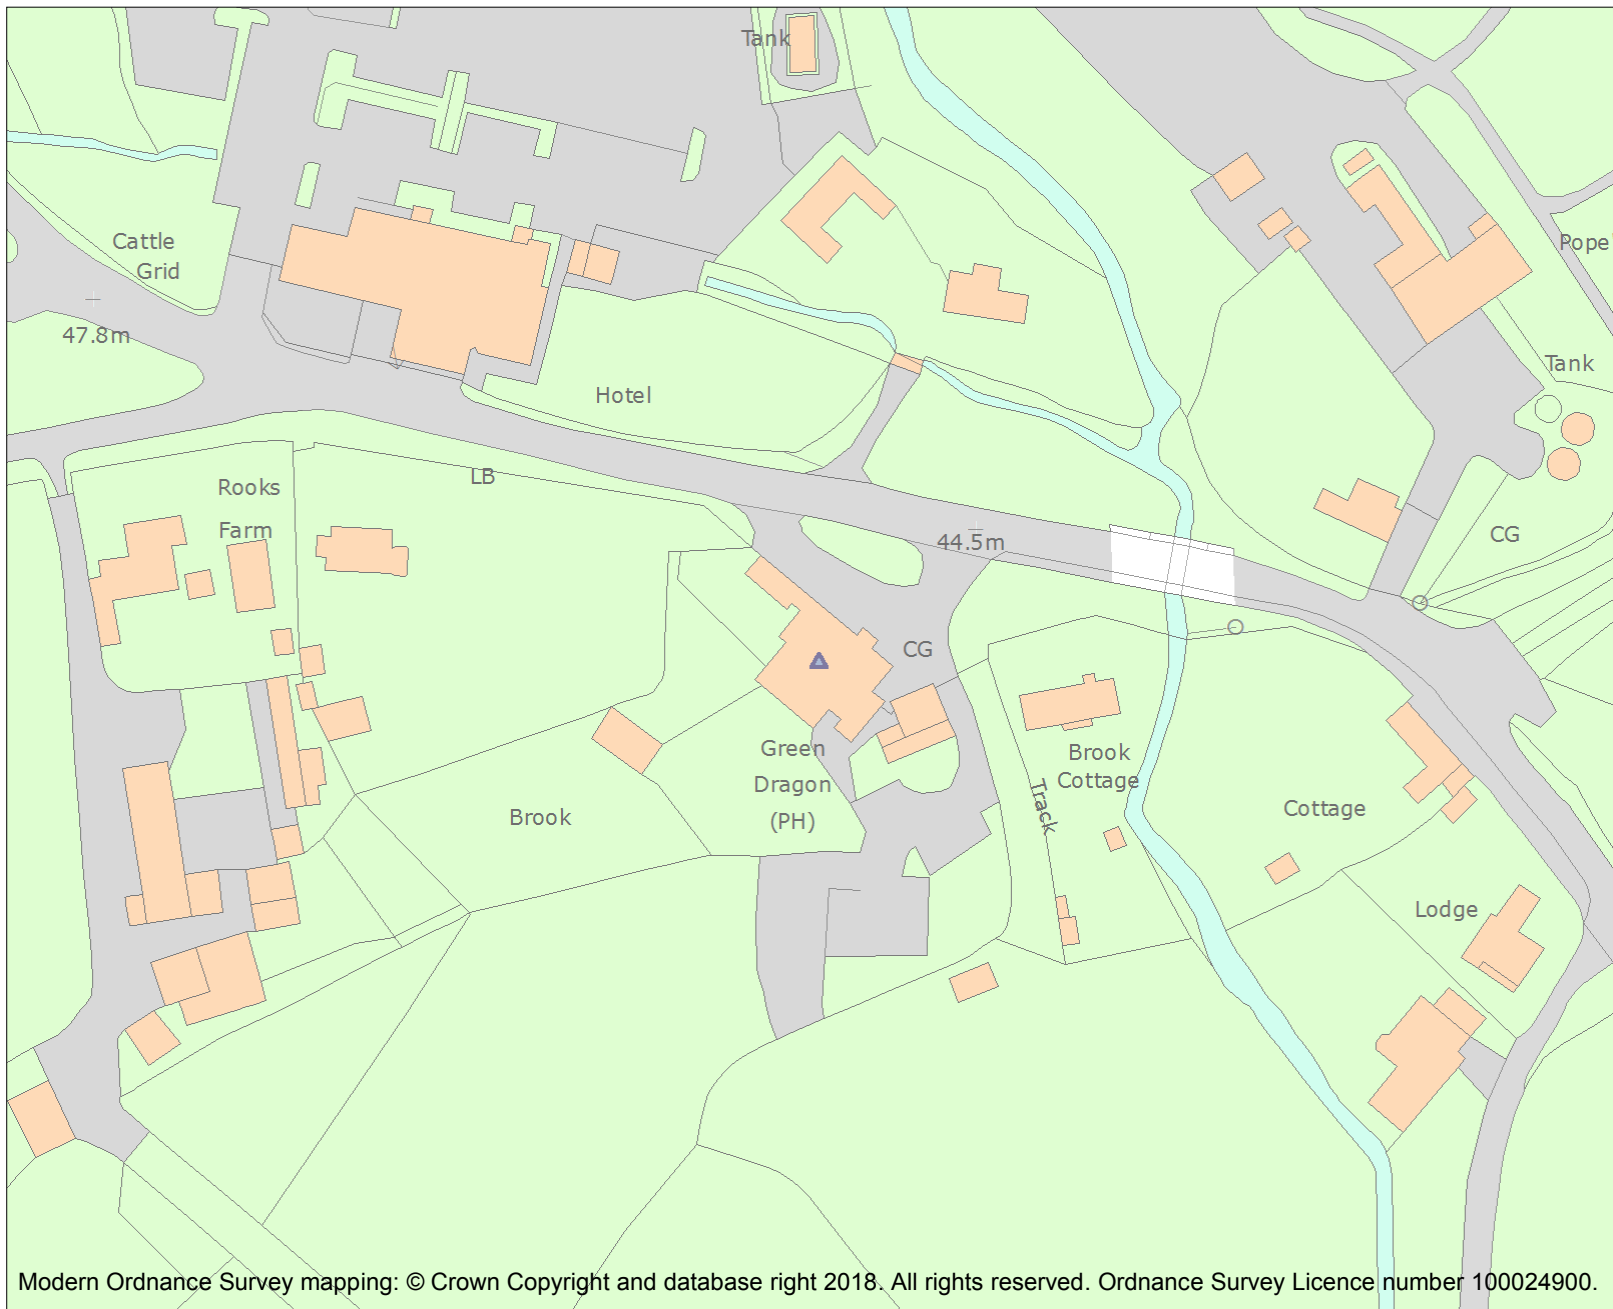 Tank
Cattle
Grid
Pope'
47.8m
Tank
Hotel
LB
Rooks
Farm
44.5m
CG
CG
Green
Dragon
(PH)
Brook
Cottage
Track
Brook
Cottage
Lodge
Modern Ordnance Survey mapping: © Crown Copyright and database right 2018. All rights reserved. Ordnance Survey Licence number 100024900.